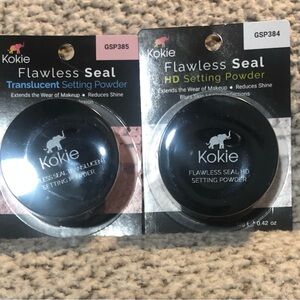 GSP385
Kokie
Flawless Seal
Translucent Setting Powder
Extends the Wear of Makeup • Reduces Shine
Kokie
FLAWLESS SEAL TRANSLUCENT
SETTING POWDER
GSP384
Kokie
Flawless Seal
HD Setting Powder
Extends the Wear of Makeup • Reduces Shine
Kokie
FLAWLESS SEAL HD
SETTING POWDER
0.42 oz